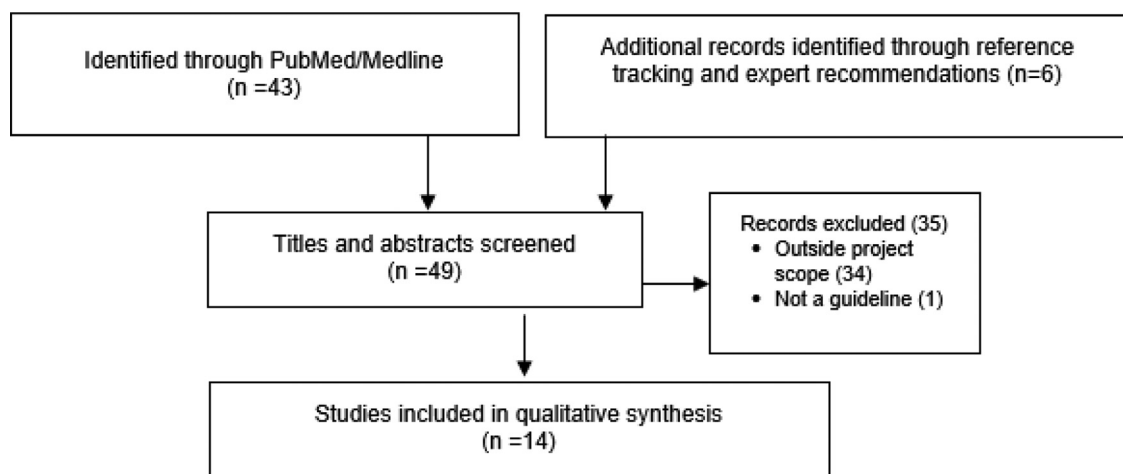 Identified through PubMed/Medline
(n =43)
Additional records identified through reference
tracking and expert recommendations (n=6)
Titles and abstracts screened
(n =49)
Records excluded (35)
• Outside project
scope (34)
• Not a guideline (1)
Studies included in qualitative synthesis
(n =14)